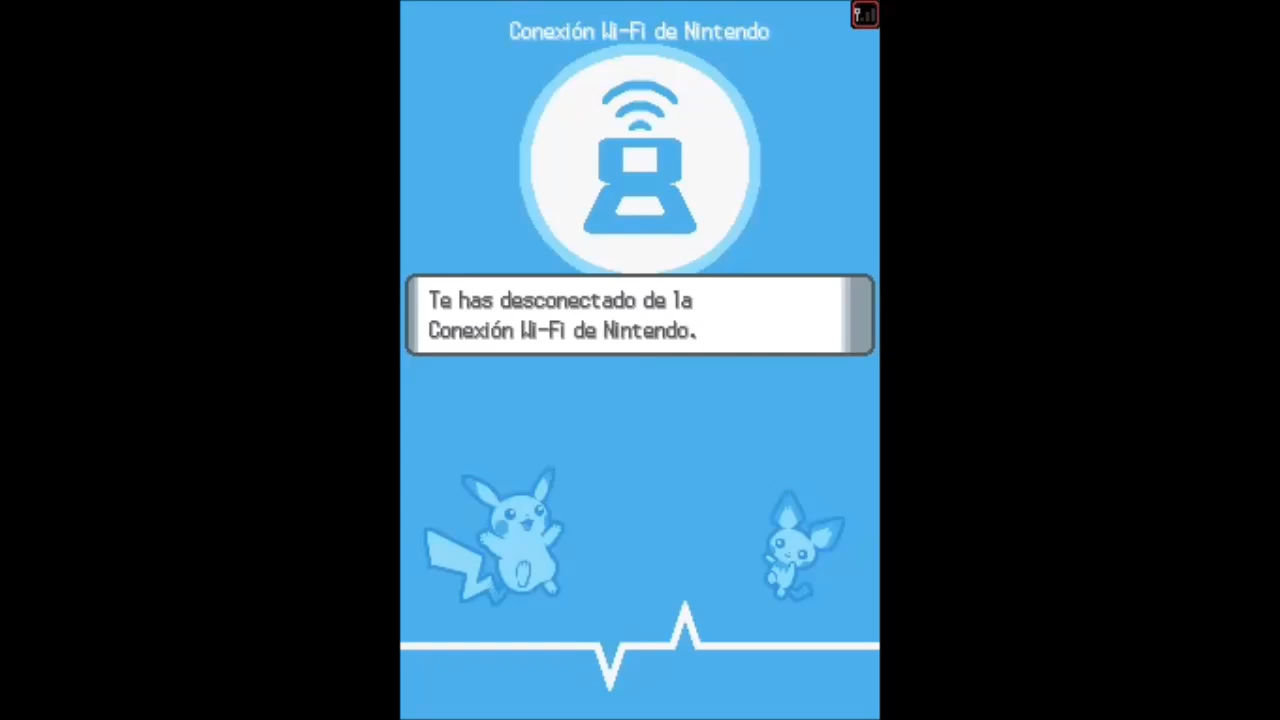 Conexión Wi-Fi de Nintendo
Te has desconectado de la
Conexión Wi-Fi de Nintendo.